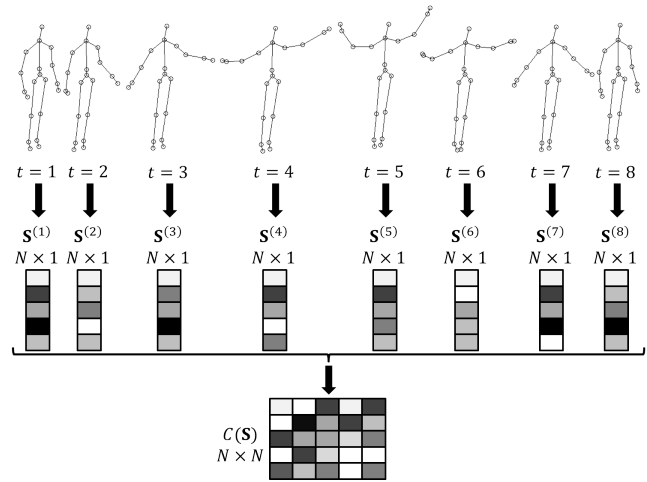 t = 1 t = 2 t = 3 t = 4 t = 5 t = 6 t = 7 t = 8
S⁽¹⁾ S⁽²⁾ S⁽³⁾ S⁽⁴⁾ S⁽⁵⁾ S⁽⁶⁾ S⁽⁷⁾ S⁽⁸⁾
N × 1 N × 1 N × 1 N × 1 N × 1 N × 1 N × 1 N × 1
C(S)
N × N